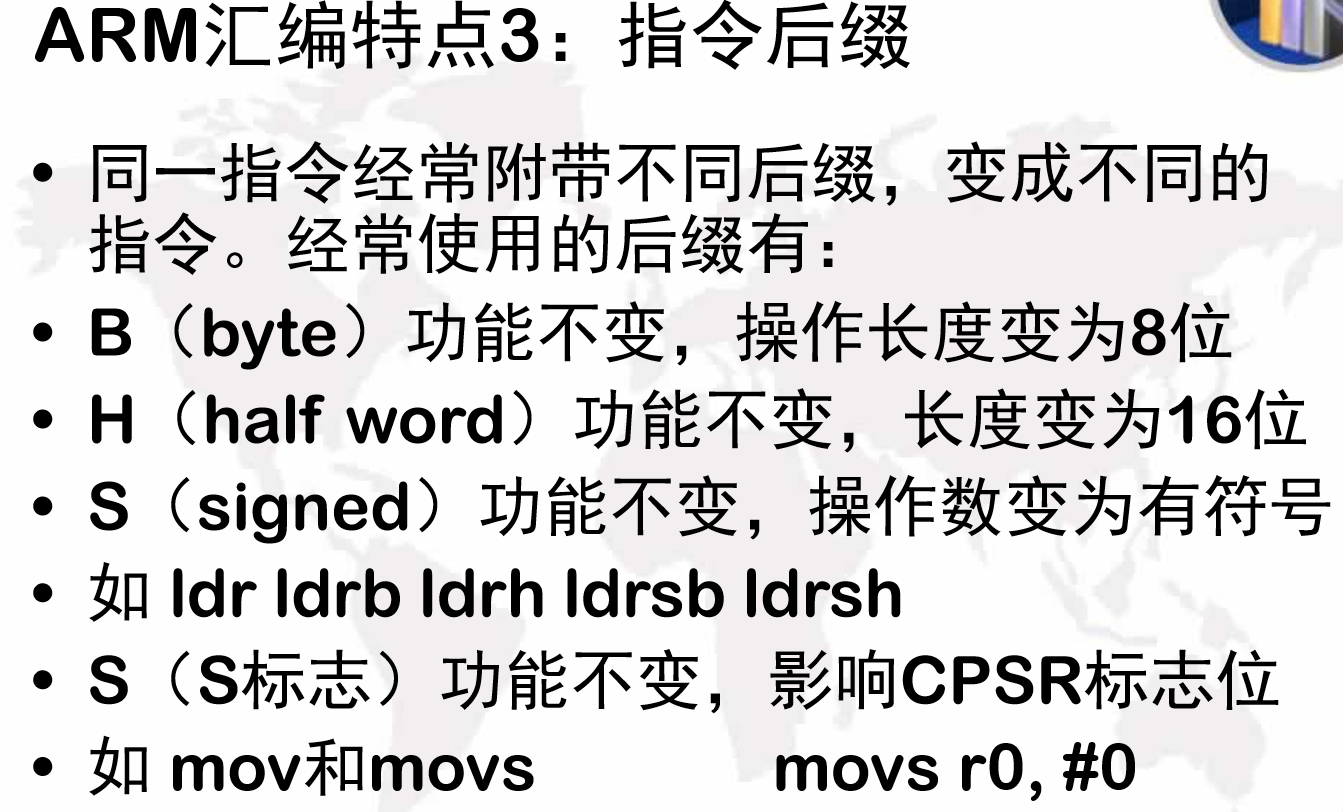 ARM汇编特点3：指令后缀
• 同一指令经常附带不同后缀，变成不同的
指令。经常使用的后缀有：
• B（byte）功能不变，操作长度变为8位
• H（half word）功能不变，长度变为16位
• S（signed）功能不变，操作数变为有符号
• 如 ldr ldrb ldrh ldrsb ldrsh
• S（S标志）功能不变，影响CPSR标志位
• 如 mov和movs movs r0, #0